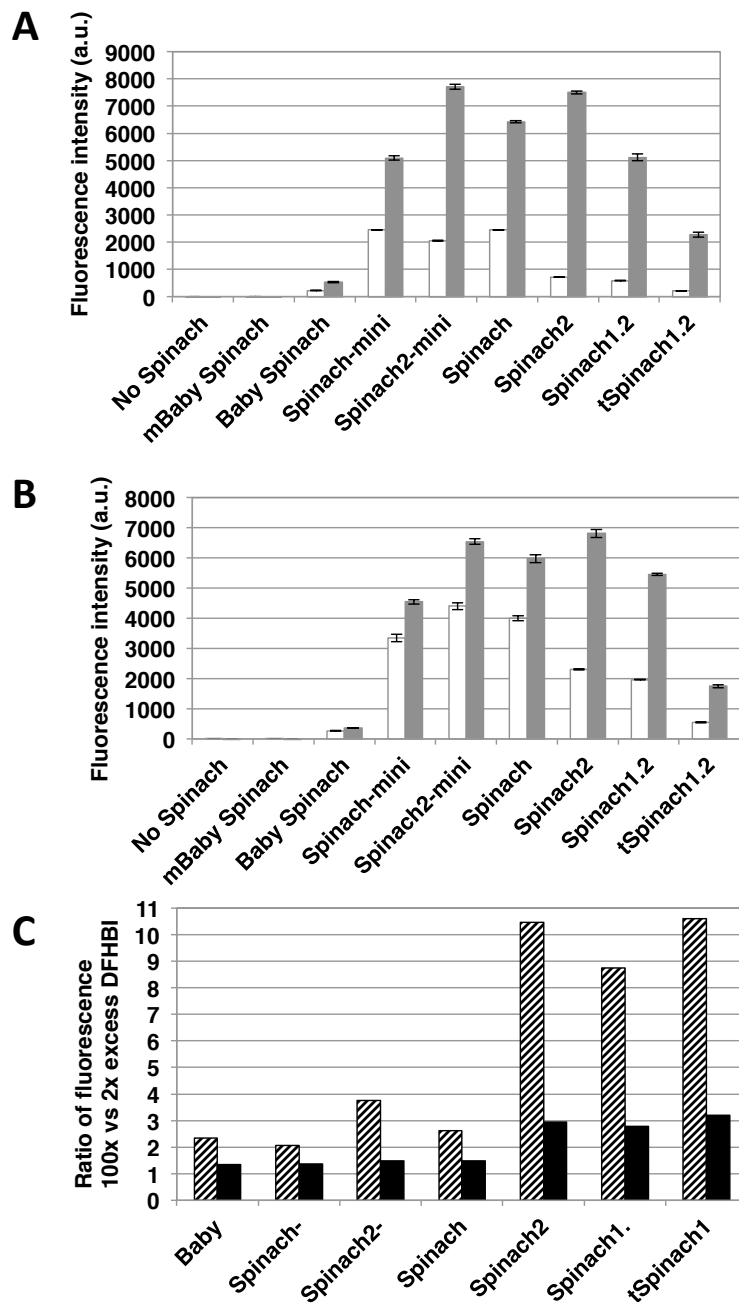 A
Fluorescence intensity (a.u.)
9000
8000
7000
6000
5000
4000
3000
2000
1000
0
No Spinach
mBaby Spinach
Baby Spinach
Spinach-mini
Spinach2-mini
Spinach
Spinach2
Spinach1.2
tSpinach1.2
B
Fluorescence intensity (a.u.)
8000
7000
6000
5000
4000
3000
2000
1000
0
No Spinach
mBaby Spinach
Baby Spinach
Spinach-mini
Spinach2-mini
Spinach
Spinach2
Spinach1.2
tSpinach1.2
C
Ratio of fluorescence
100x vs 2x excess DFHBI
11
10
9
8
7
6
5
4
3
2
1
0
Baby
Spinach-
Spinach2-
Spinach
Spinach2
Spinach1.
tSpinach1